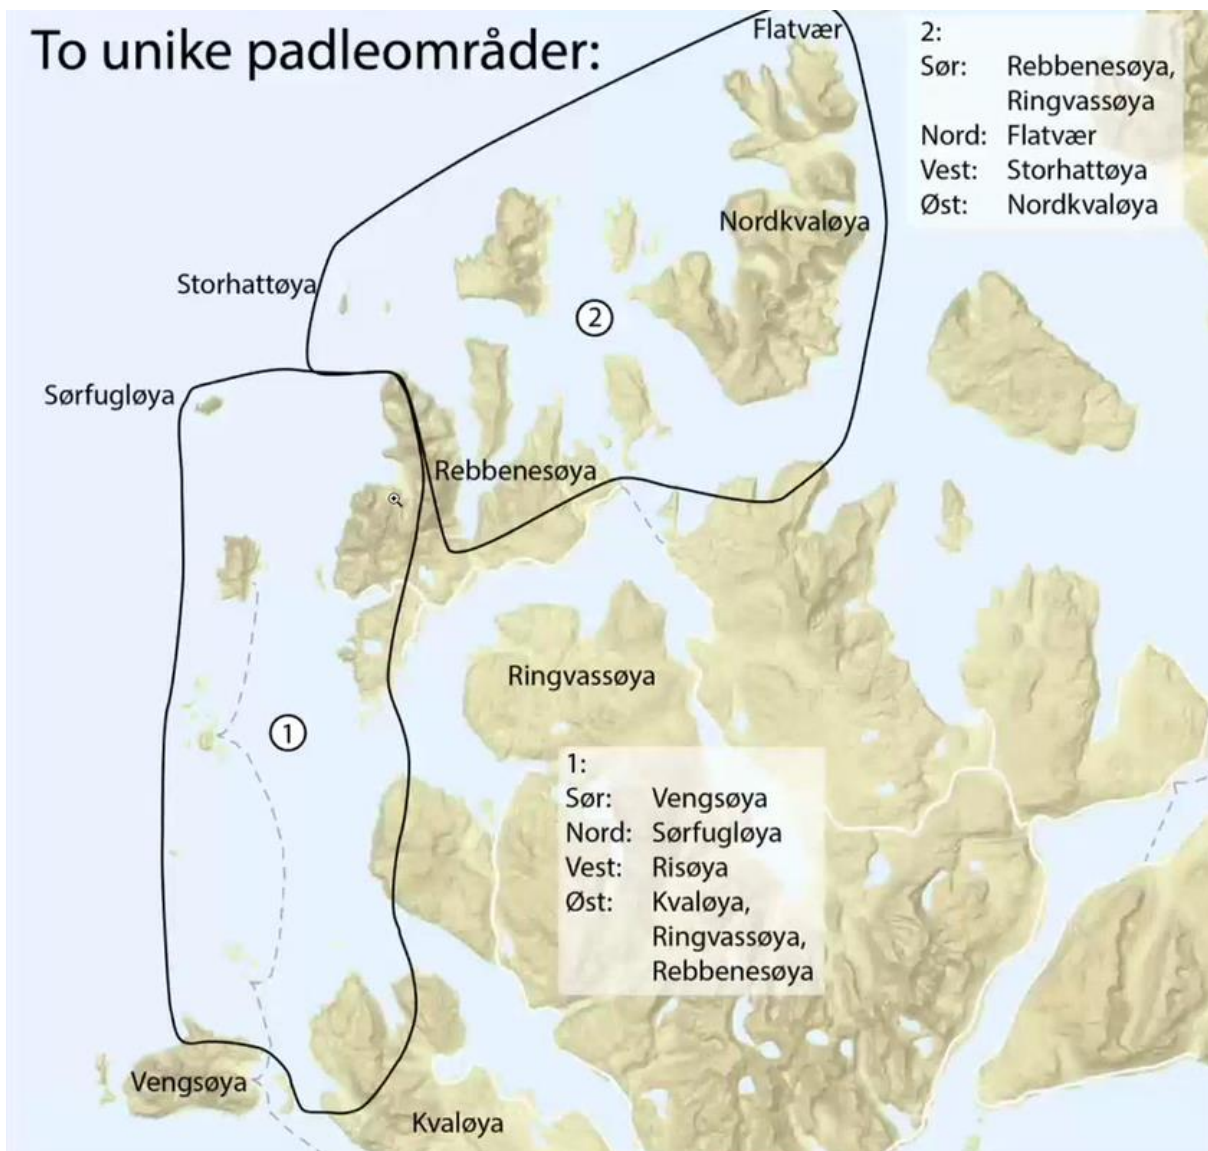 To unike padleområder:
Flatvær
2:
Sør: Rebbenesøya,
Ringvassøya
Nord: Flatvær
Vest: Storhattøya
Øst: Nordkvaløya
Nordkvaløya
Storhattøya
2
Sørfugløya
Rebbenesøya
Ringvassøya
1
1:
Sør: Vengsøya
Nord: Sørfugløya
Vest: Risøya
Øst: Kvaløya,
Ringvassøya,
Rebbenesøya
Vengsøya
Kvaløya